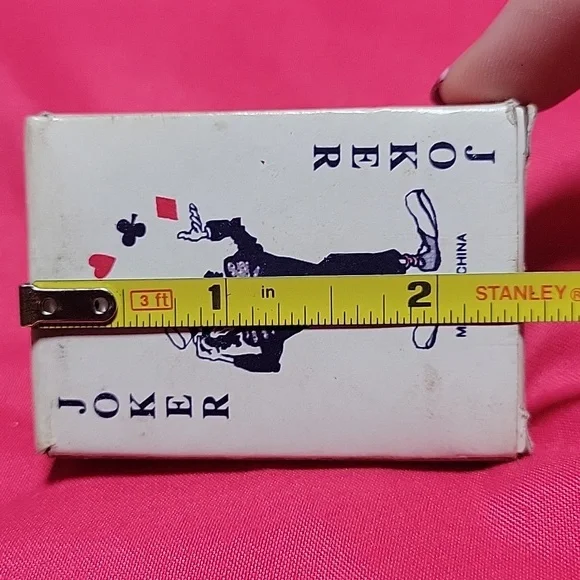 JOKER
CHINA
3 ft 1 in 2 STANLEY®
JOKER